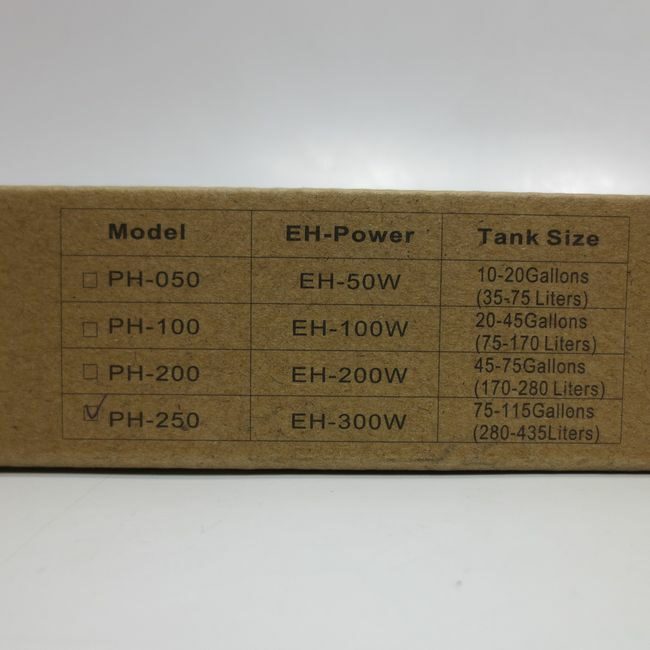 Model EH-Power Tank Size
☐ PH-050 EH-50W 10-20Gallons
(35-75 Liters)
☐ PH-100 EH-100W 20-45Gallons
(75-170 Liters)
☐ PH-200 EH-200W 45-75Gallons
(170-280 Liters)
☑ PH-250 EH-300W 75-115Gallons
(280-435Liters)